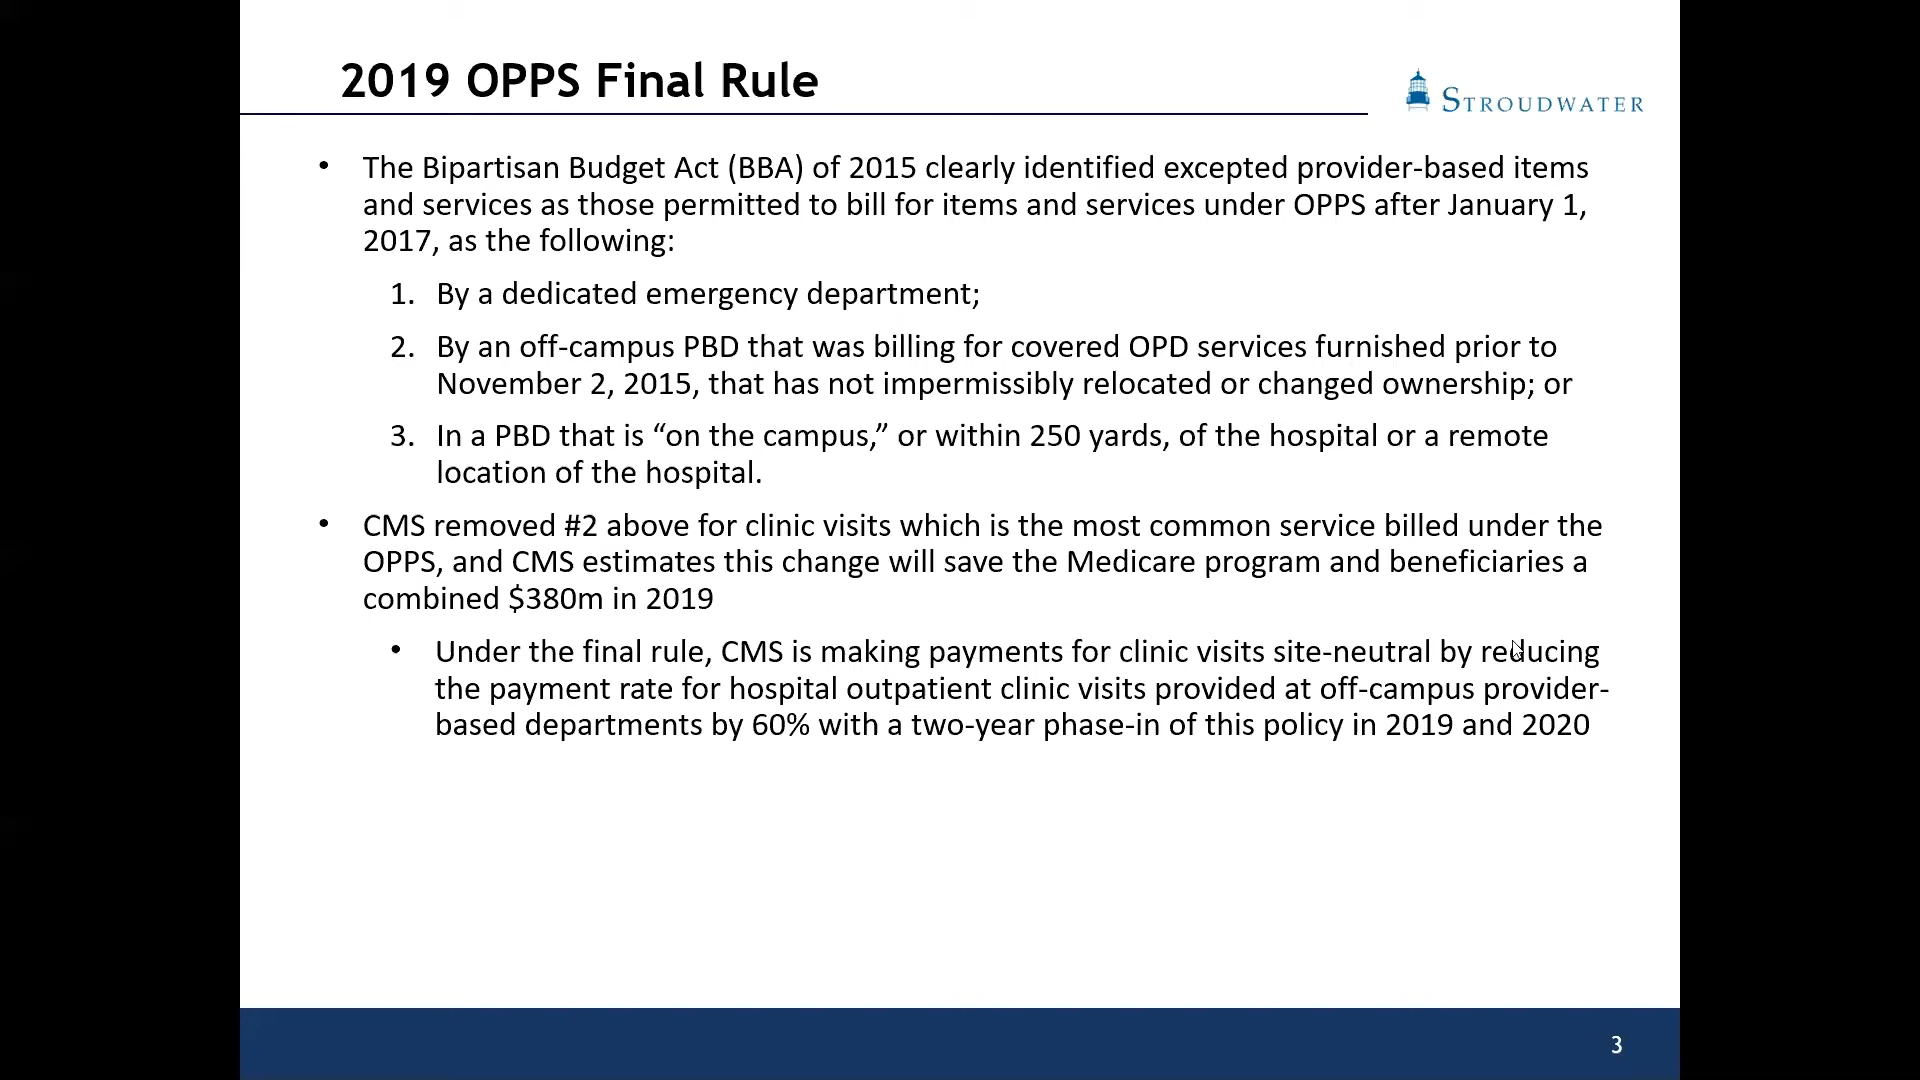 2019 OPPS Final Rule
STROUDWATER
• The Bipartisan Budget Act (BBA) of 2015 clearly identified excepted provider-based items
and services as those permitted to bill for items and services under OPPS after January 1,
2017, as the following:
1. By a dedicated emergency department;
2. By an off-campus PBD that was billing for covered OPD services furnished prior to
November 2, 2015, that has not impermissibly relocated or changed ownership; or
3. In a PBD that is “on the campus,” or within 250 yards, of the hospital or a remote
location of the hospital.
• CMS removed #2 above for clinic visits which is the most common service billed under the
OPPS, and CMS estimates this change will save the Medicare program and beneficiaries a
combined $380m in 2019
• Under the final rule, CMS is making payments for clinic visits site-neutral by reducing
the payment rate for hospital outpatient clinic visits provided at off-campus provider-
based departments by 60% with a two-year phase-in of this policy in 2019 and 2020
3